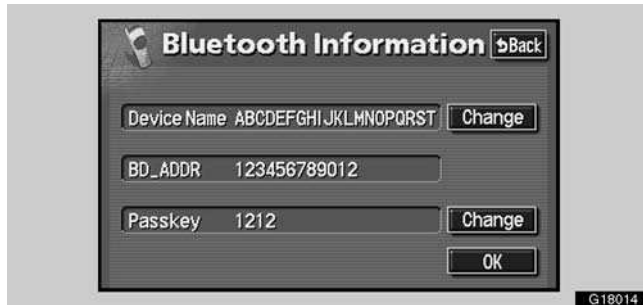 Bluetooth Information Back
Device Name ABCDEFGHIJKLMNOPQRST Change
BD_ADDR 123456789012
Passkey 1212 Change
OK
G18014